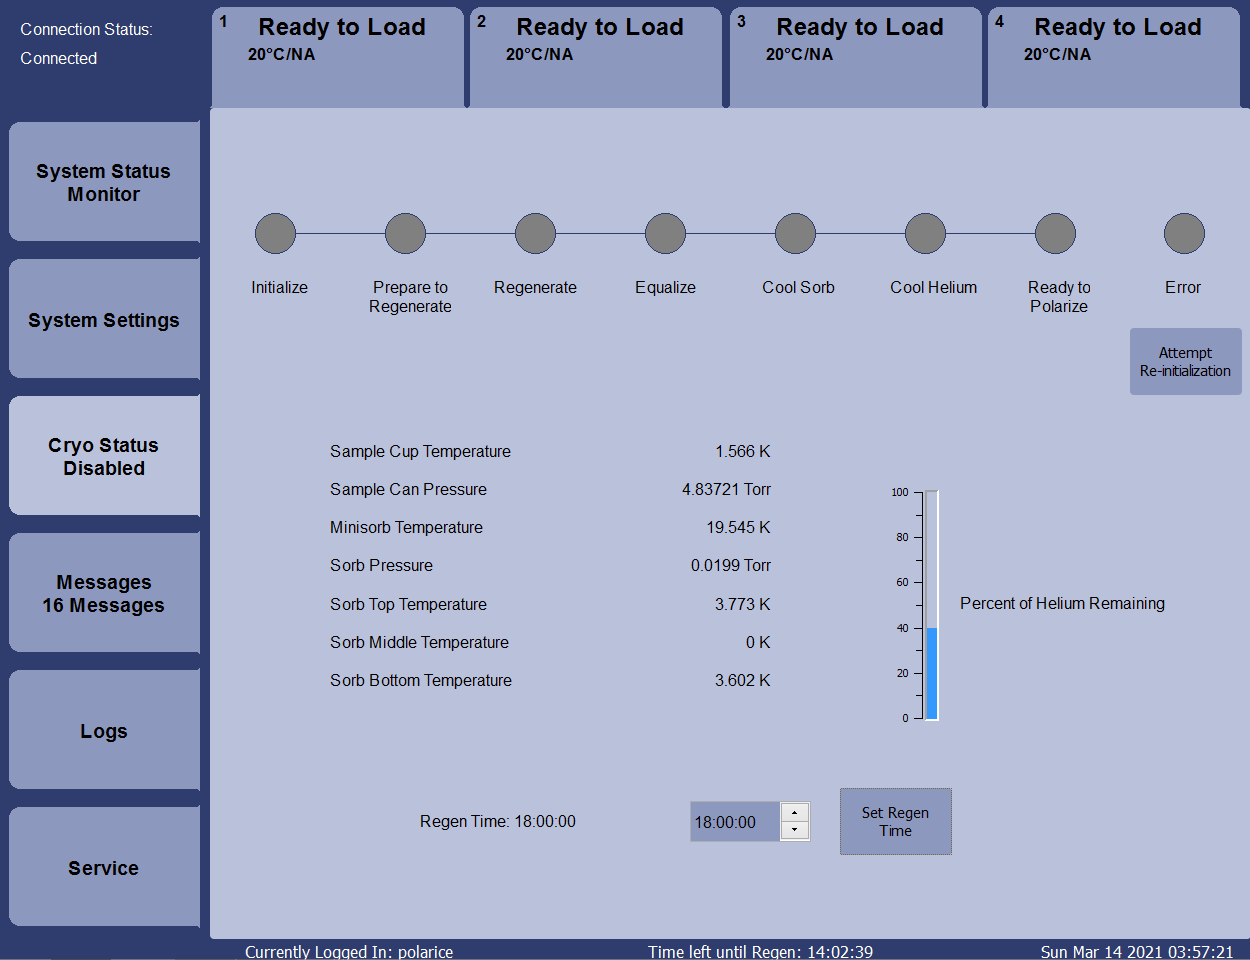 Connection Status:
Connected
1 Ready to Load
20°C/NA
2 Ready to Load
20°C/NA
3 Ready to Load
20°C/NA
4 Ready to Load
20°C/NA
System Status
Monitor
System Settings
Cryo Status
Disabled
Messages
16 Messages
Logs
Service
Initialize
Prepare to
Regenerate
Regenerate
Equalize
Cool Sorb
Cool Helium
Ready to
Polarize
Error
Attempt
Re-initialization
Sample Cup Temperature 1.566 K
Sample Can Pressure 4.83721 Torr
Minisorb Temperature 19.545 K
Sorb Pressure 0.0199 Torr
Sorb Top Temperature 3.773 K
Sorb Middle Temperature 0 K
Sorb Bottom Temperature 3.602 K
100
80
60
40
20
0
Percent of Helium Remaining
Regen Time: 18:00:00
18:00:00
Set Regen
Time
Currently Logged In: polarice
Time left until Regen: 14:02:39
Sun Mar 14 2021 03:57:21